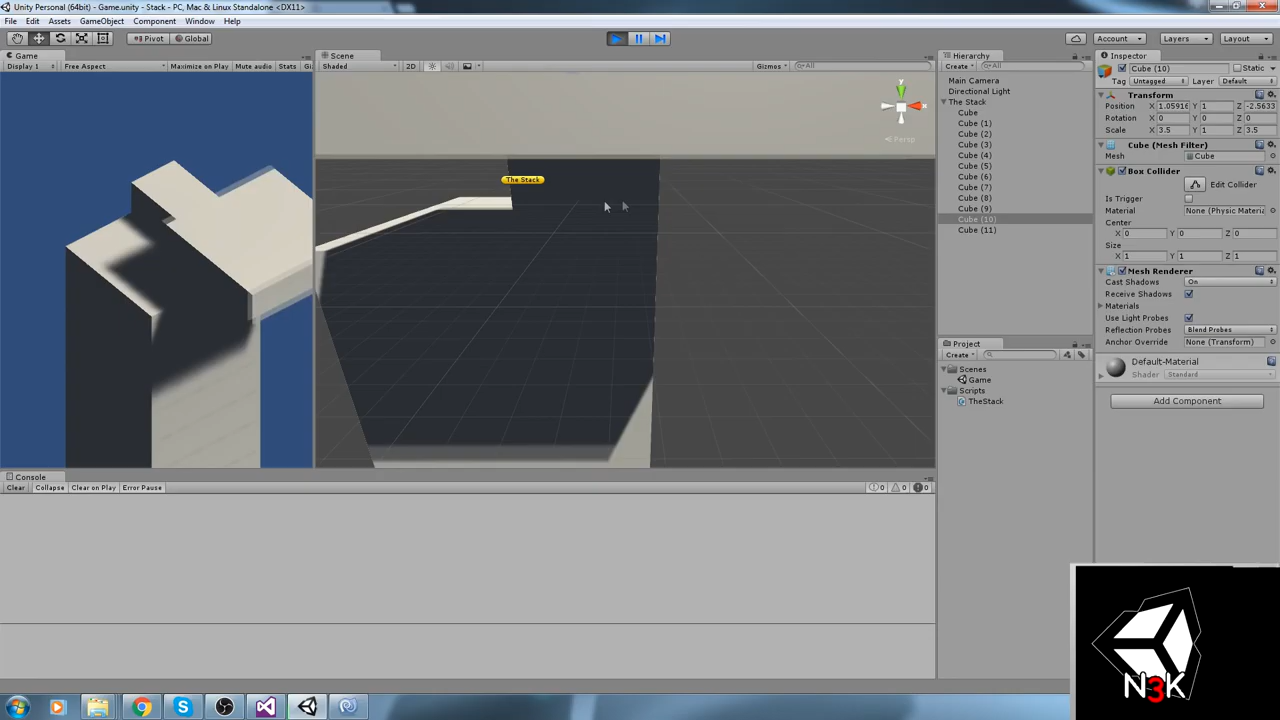 Unity Personal (64bit) - Game.unity - Stack - PC, Mac & Linux Standalone <DX11>
File Edit Assets GameObject Component Window Help
Pivot Global Account Layers Layout
Game Scene Hierarchy Inspector
Display 1 Free Aspect Maximize on Play Mute audio Stats Gi Shaded 2D Gizmos All Create All
Cube (10) Static
Tag Untagged Layer Default
Main Camera
Directional Light
The Stack
Cube
Cube (1)
Cube (2)
Cube (3)
Cube (4)
Cube (5)
Cube (6)
Cube (7)
Cube (8)
Cube (9)
Cube (10)
Cube (11)
Transform
Position X 1.05916 Y 1 Z -2.5633
Rotation X 0 Y 0 Z 0
Scale X 3.5 Y 1 Z 3.5
Cube (Mesh Filter)
Mesh Cube
Box Collider
Edit Collider
Is Trigger
Material None (Physic Materia
Center
X 0 Y 0 Z 0
Size
X 1 Y 1 Z 1
Mesh Renderer
Cast Shadows On
Receive Shadows
Materials
Use Light Probes
Reflection Probes Blend Probes
Anchor Override None (Transform)
Default-Material
Shader Standard
Add Component
y
x
Persp
The Stack
Project
Create
Scenes
Game
Scripts
TheStack
Console
Clear Collapse Clear on Play Error Pause 0 0 0
N3K